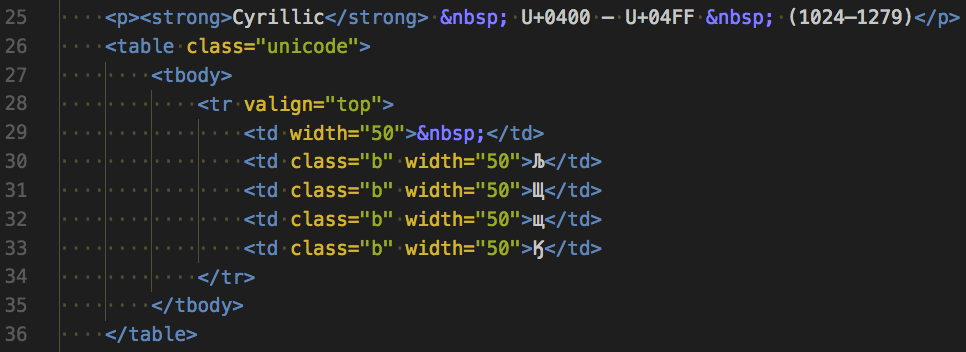 25 <p><strong>Cyrillic</strong> &nbsp; U+0400 – U+04FF &nbsp; (1024–1279)</p>
26 <table class="unicode">
27 <tbody>
28 <tr valign="top">
29 <td width="50">&nbsp;</td>
30 <td class="b" width="50">Љ</td>
31 <td class="b" width="50">Щ</td>
32 <td class="b" width="50">щ</td>
33 <td class="b" width="50">Ӄ</td>
34 </tr>
35 </tbody>
36 </table>